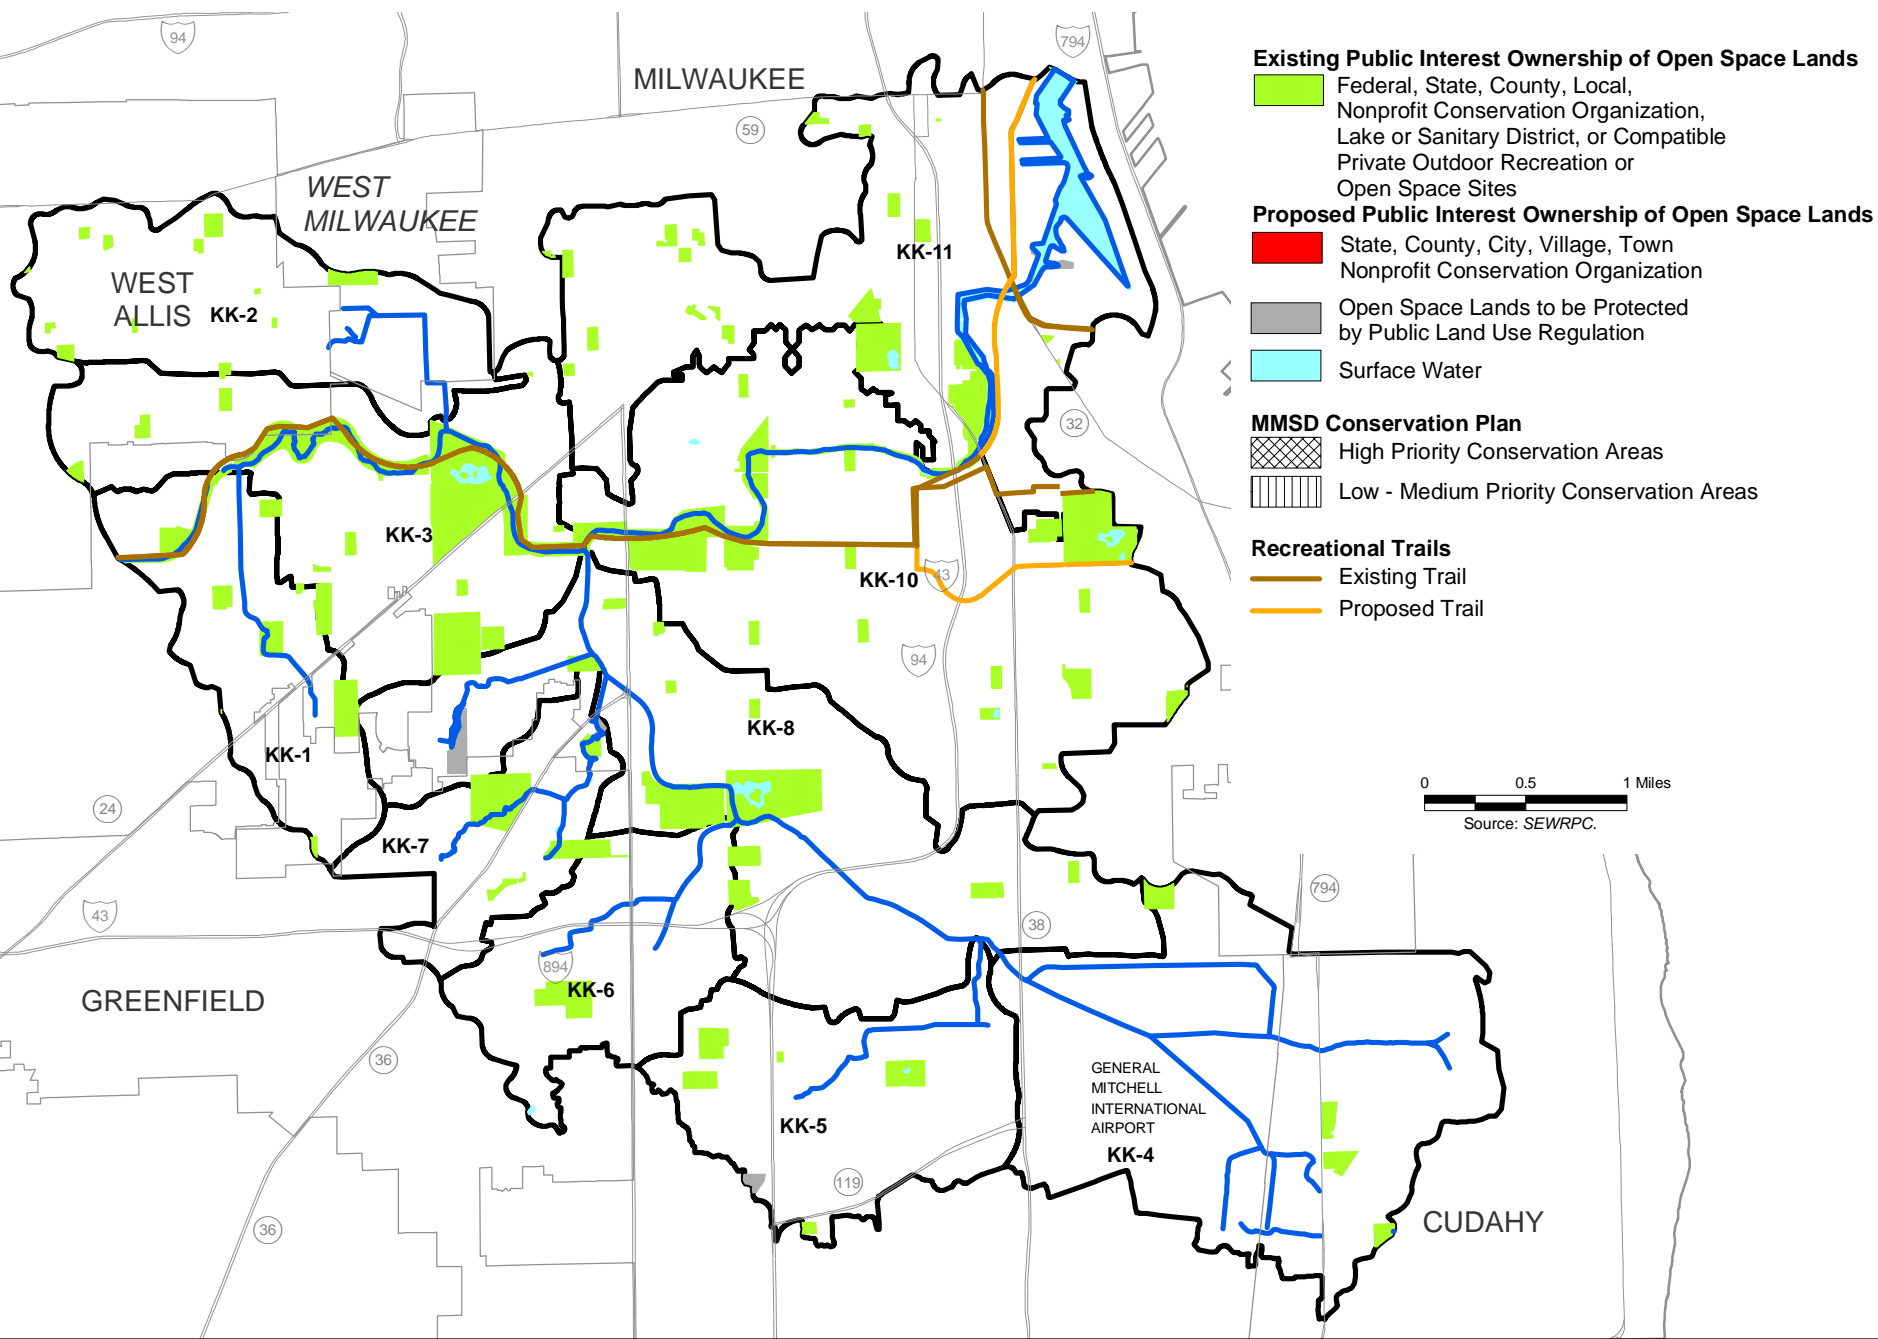 94
794
MILWAUKEE
59
WEST
MILWAUKEE
WEST
ALLIS
KK-2
KK-11
32
KK-3
KK-10
43
94
KK-8
KK-1
24
KK-7
43
894
KK-6
38
794
GREENFIELD
36
GENERAL
MITCHELL
INTERNATIONAL
AIRPORT
KK-5
KK-4
119
36
CUDAHY
Existing Public Interest Ownership of Open Space Lands
Federal, State, County, Local,
Nonprofit Conservation Organization,
Lake or Sanitary District, or Compatible
Private Outdoor Recreation or
Open Space Sites
Proposed Public Interest Ownership of Open Space Lands
State, County, City, Village, Town
Nonprofit Conservation Organization
Open Space Lands to be Protected
by Public Land Use Regulation
Surface Water
MMSD Conservation Plan
High Priority Conservation Areas
Low - Medium Priority Conservation Areas
Recreational Trails
Existing Trail
Proposed Trail
0 0.5 1 Miles
Source: SEWRPC.